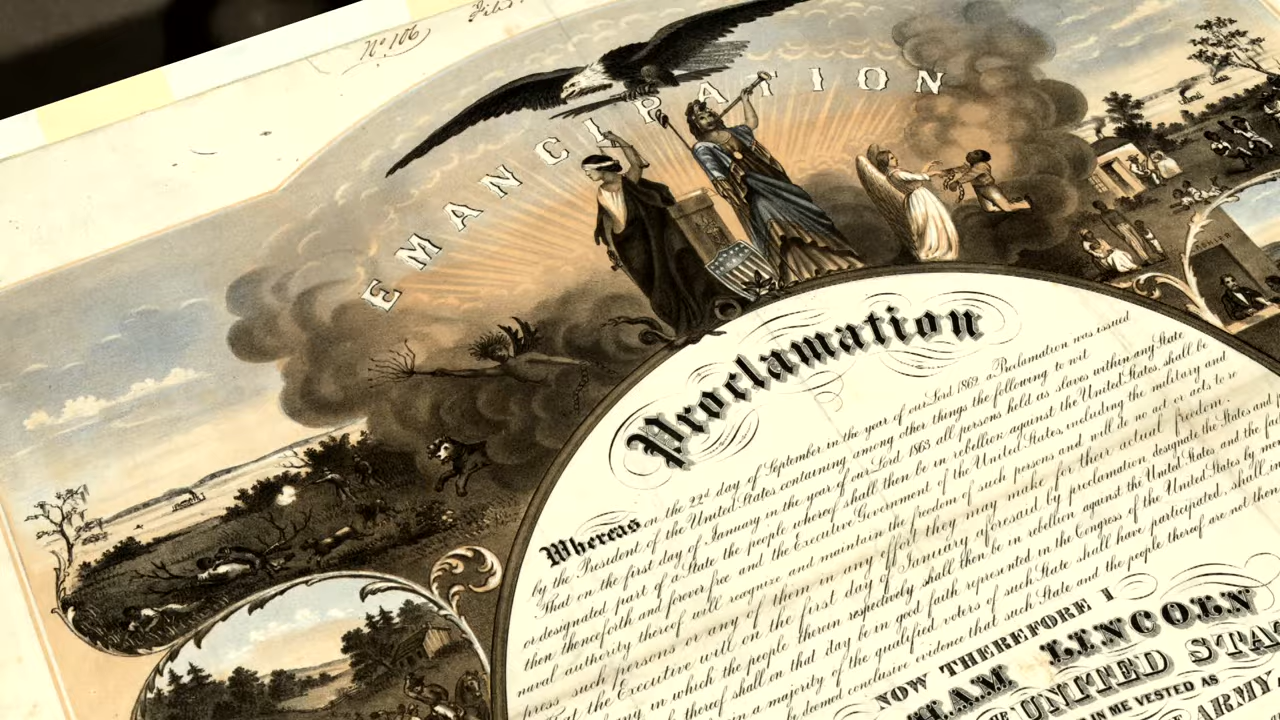 No 106
EMANCIPATION
Proclamation
Whereas on the 22d day of September in the year of our Lord 1862, a Proclamation was issued
by the President of the United States containing among other things the following to wit
That on the first day of January in the year of our Lord 1863 all persons held as slaves within any State
or designated part of a State the people whereof shall then be in rebellion against the United States, shall be
then thenceforth and forever free and the Executive Government of the United States, including the military and
naval authority thereof will recognize and maintain the freedom of such persons and will do no act or acts to re
press such persons or any of them in any effort they may make for their actual freedom.
That the Executive will on the first day of January aforesaid by proclamation, designate the States and
in which the people therein respectively shall then be in rebellion against the United States, and the fact
thereof shall on that day be in good faith represented in the Congress of the United States by
in a majority of the qualified voters of such State shall have participated, shall in
be deemed conclusive evidence that such State and the people thereof are not then
NOW THEREFORE I
HAM LINCOLN
UNITED STA
IN ME VESTED AS
ARMY